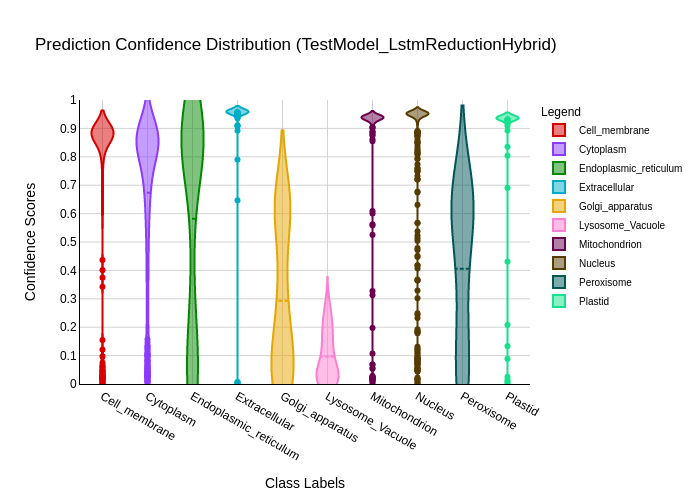 Prediction Confidence Distribution (TestModel_LstmReductionHybrid)
Confidence Scores
1
0.9
0.8
0.7
0.6
0.5
0.4
0.3
0.2
0.1
0
Cell_membrane
Cytoplasm
Endoplasmic_reticulum
Extracellular
Golgi_apparatus
Lysosome_Vacuole
Mitochondrion
Nucleus
Peroxisome
Plastid
Class Labels
Legend
Cell_membrane
Cytoplasm
Endoplasmic_reticulum
Extracellular
Golgi_apparatus
Lysosome_Vacuole
Mitochondrion
Nucleus
Peroxisome
Plastid